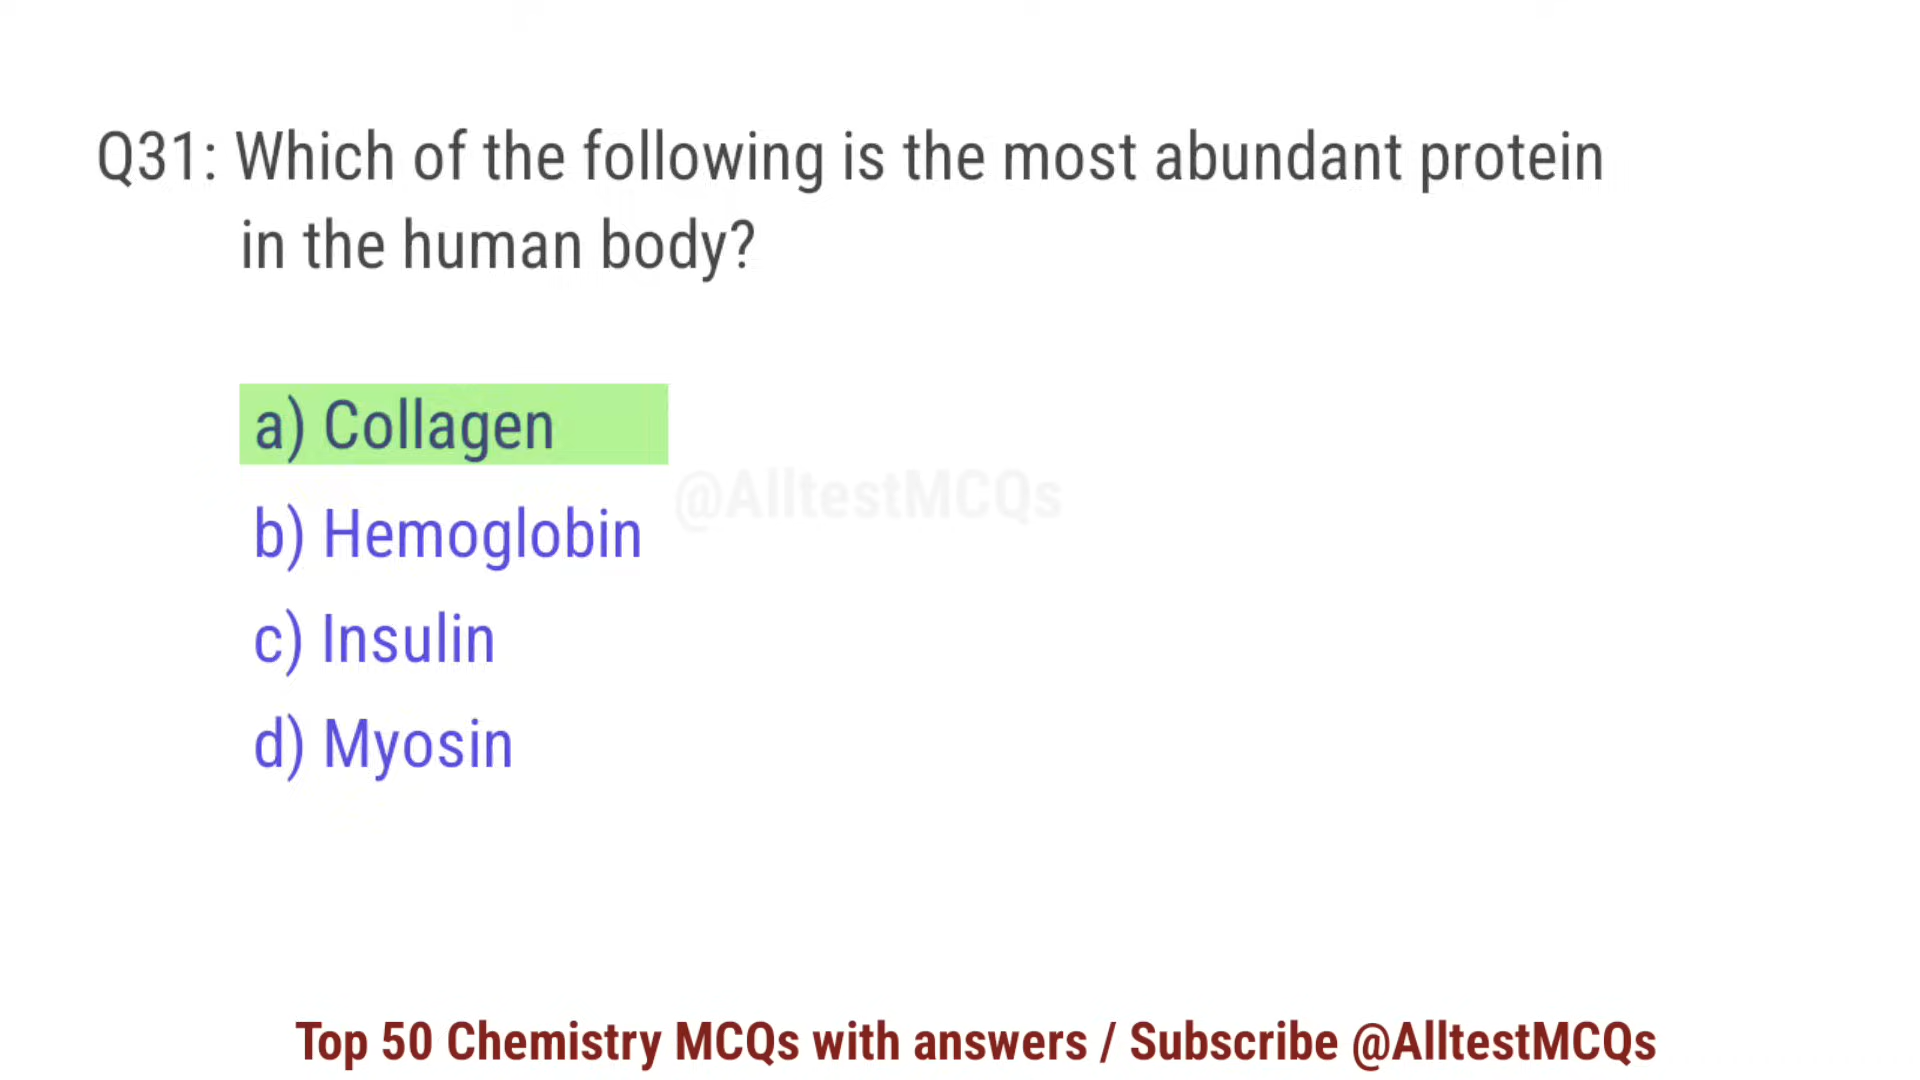 Q31: Which of the following is the most abundant protein
in the human body?
a) Collagen
@AlltestMCQs
b) Hemoglobin
c) Insulin
d) Myosin
Top 50 Chemistry MCQs with answers / Subscribe @AlltestMCQs